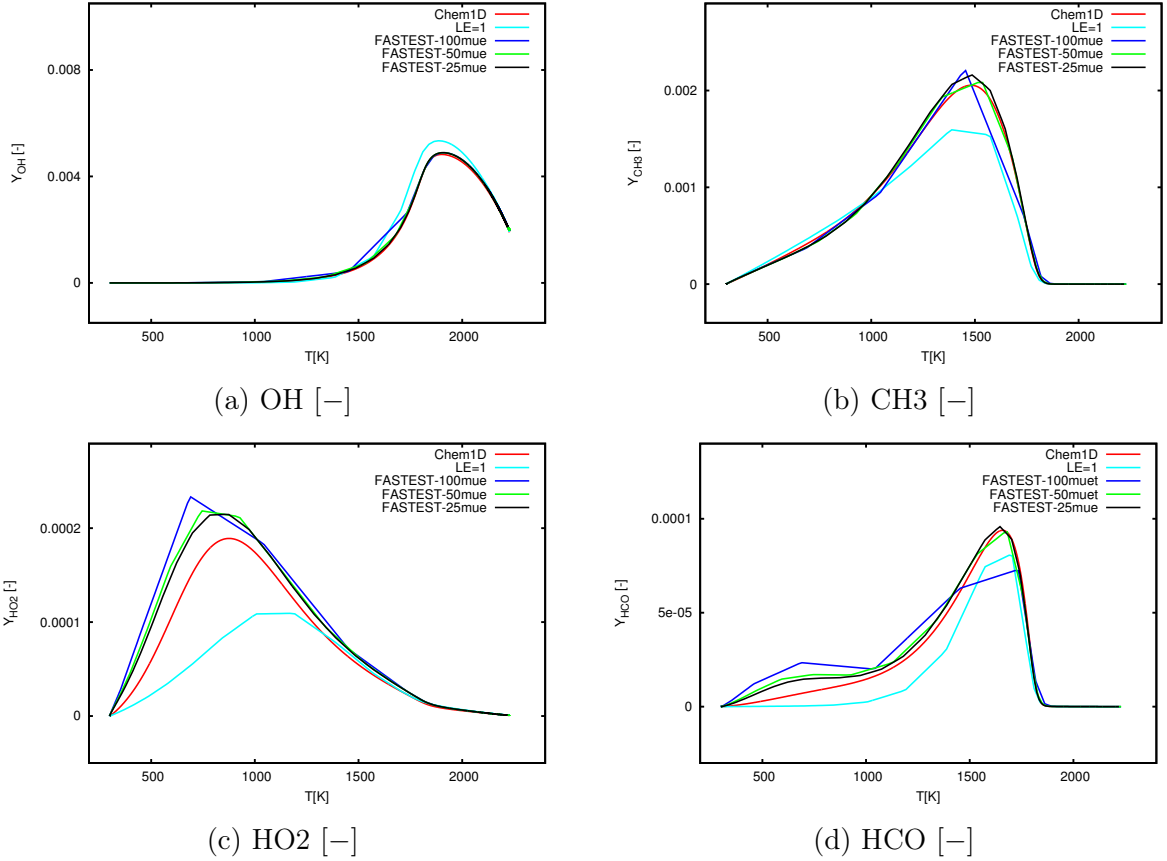 Chem1D
LE=1
FASTEST-100mue
FASTEST-50mue
FASTEST-25mue
0.008
0.004
0
Y_OH [-]
500 1000 1500 2000
T[K]
(a) OH [−]
Chem1D
LE=1
FASTEST-100mue
FASTEST-50mue
FASTEST-25mue
0.002
0.001
0
Y_CH3 [-]
500 1000 1500 2000
T[K]
(b) CH3 [−]
Chem1D
LE=1
FASTEST-100mue
FASTEST-50mue
FASTEST-25mue
0.0002
0.0001
0
Y_HO2 [-]
500 1000 1500 2000
T[K]
(c) HO2 [−]
Chem1D
LE=1
FASTEST-100muet
FASTEST-50muet
FASTEST-25mue
0.0001
5e-05
0
Y_HCO [-]
500 1000 1500 2000
T[K]
(d) HCO [−]